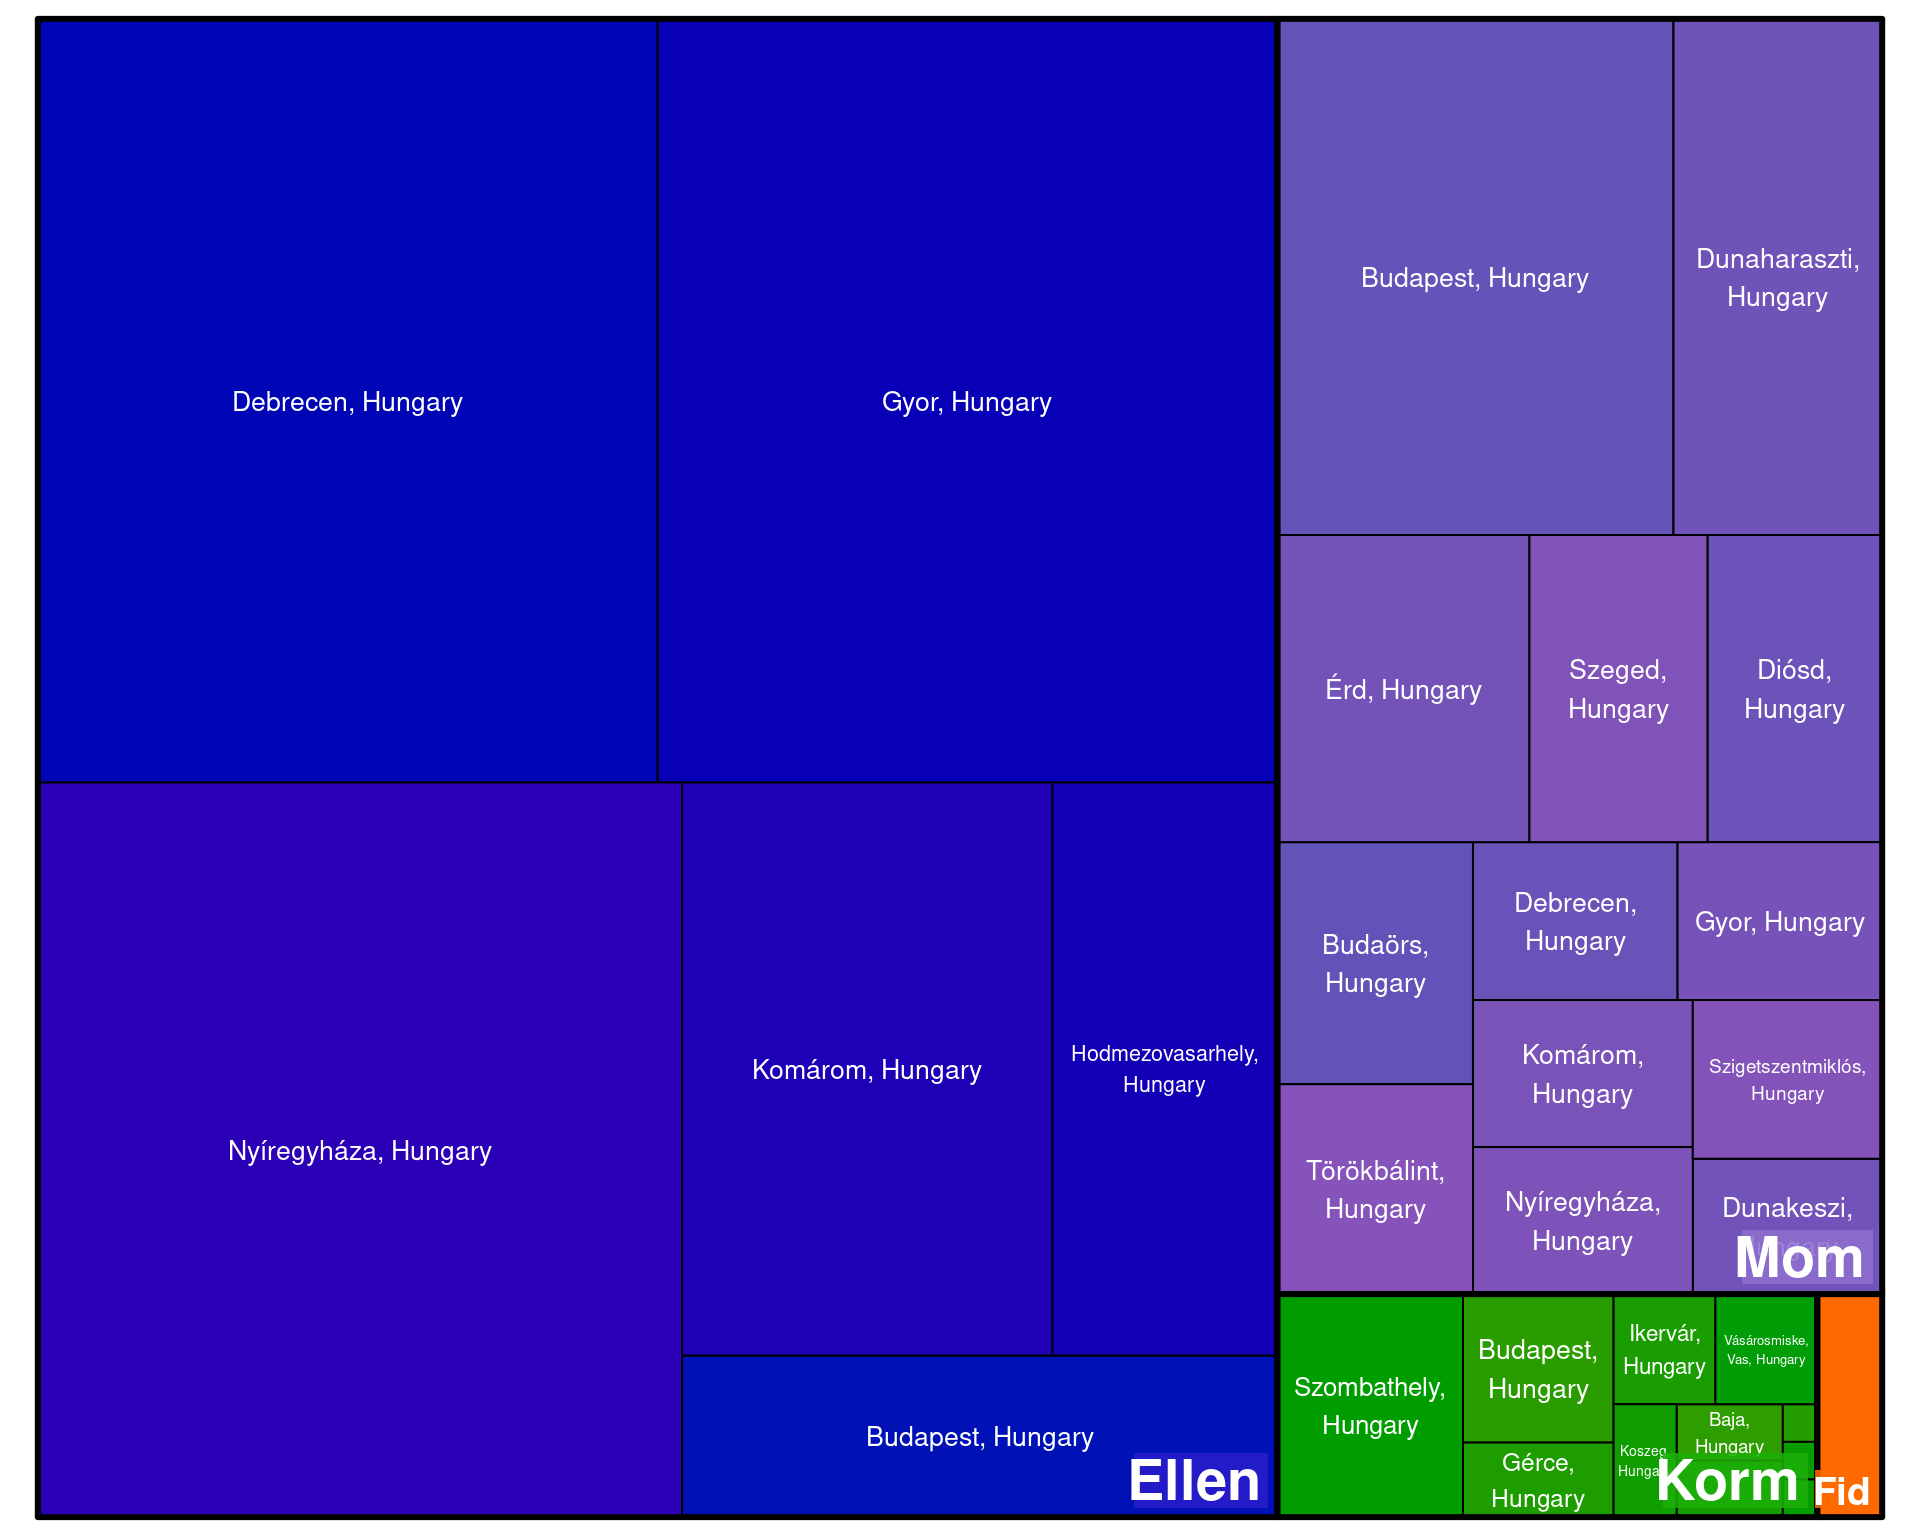 Debrecen, Hungary
Gyor, Hungary
Nyíregyháza, Hungary
Komárom, Hungary
Hodmezovasarhely,
Hungary
Budapest, Hungary
Ellen
Budapest, Hungary
Dunaharaszti,
Hungary
Érd, Hungary
Szeged,
Hungary
Diósd,
Hungary
Budaörs,
Hungary
Debrecen,
Hungary
Gyor, Hungary
Komárom,
Hungary
Szigetszentmiklós,
Hungary
Törökbálint,
Hungary
Nyíregyháza,
Hungary
Dunakeszi,
Mom
Szombathely,
Hungary
Budapest,
Hungary
Ikervár,
Hungary
Vásárosmiske,
Vas, Hungary
Gérce,
Hungary
Koszeg
Baja,
Hungary
Korm
Fid